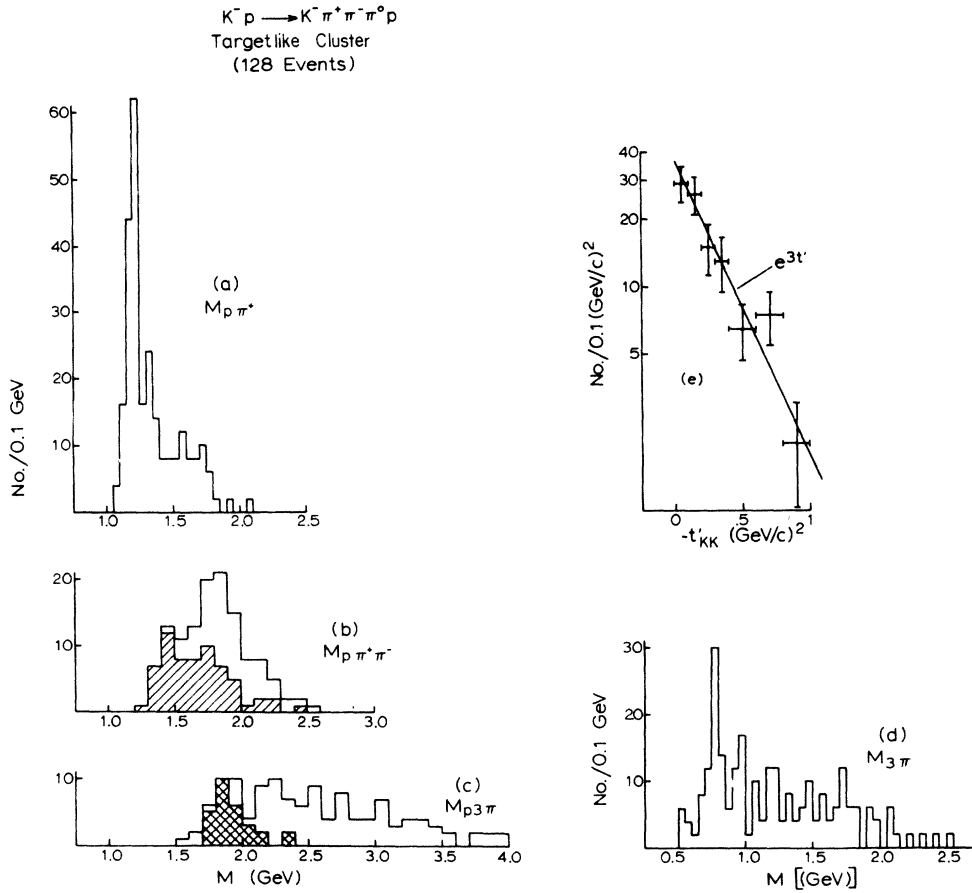 K⁻p ⟶ K⁻π⁺π⁻π°p
Targetlike Cluster
(128 Events)
60
50
40
30
20
10
No./0.1 GeV
(a)
M_pπ⁺
1.0 1.5 2.0 2.5
20
10
(b)
M_pπ⁺π⁻
1.0 1.5 2.0 2.5 3.0
10
(c)
M_p3π
1.0 1.5 2.0 2.5 3.0 3.5 4.0
M (GeV)
40
30
20
10
5
No./0.1 (GeV/c)²
e^3t'
(e)
0 .5 1
-t'_KK (GeV/c)²
30
20
10
No./0.1 GeV
(d)
M_3π
0.5 1.0 1.5 2.0 2.5
M [(GeV)]